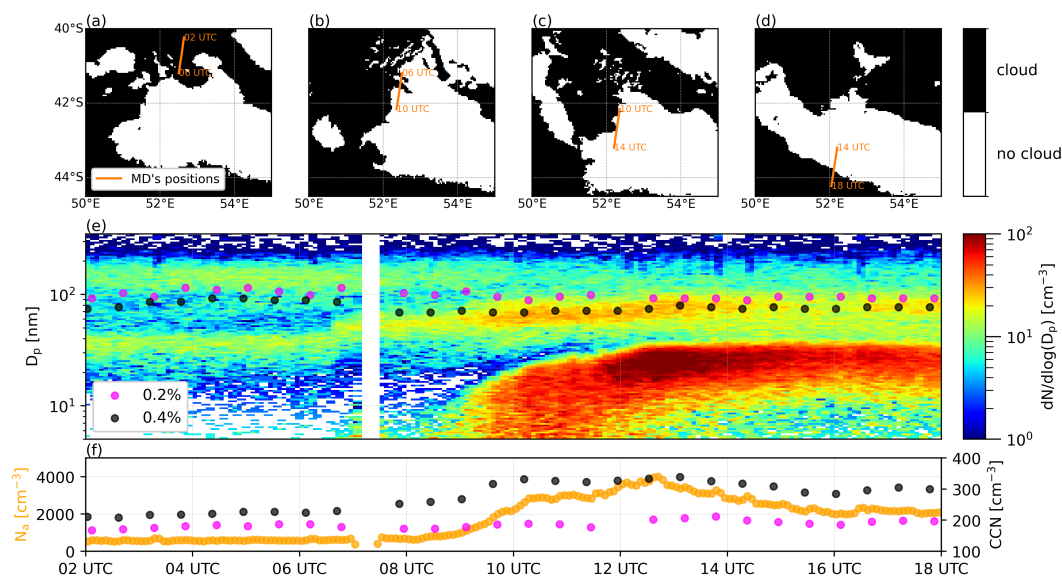 (a)
(b)
(c)
(d)
40°S
42°S
44°S
02 UTC
06 UTC
06 UTC
10 UTC
10 UTC
14 UTC
14 UTC
18 UTC
MD's positions
50°E 52°E 54°E
50°E 52°E 54°E
50°E 52°E 54°E
50°E 52°E 54°E
cloud
no cloud
(e)
Dₚ [nm]
10²
10¹
0.2%
0.4%
10²
10¹
10⁰
dN/dlog(Dₚ) [cm⁻³]
(f)
Nₐ [cm⁻³]
4000
2000
0
400
300
200
100
CCN [cm⁻³]
02 UTC 04 UTC 06 UTC 08 UTC 10 UTC 12 UTC 14 UTC 16 UTC 18 UTC